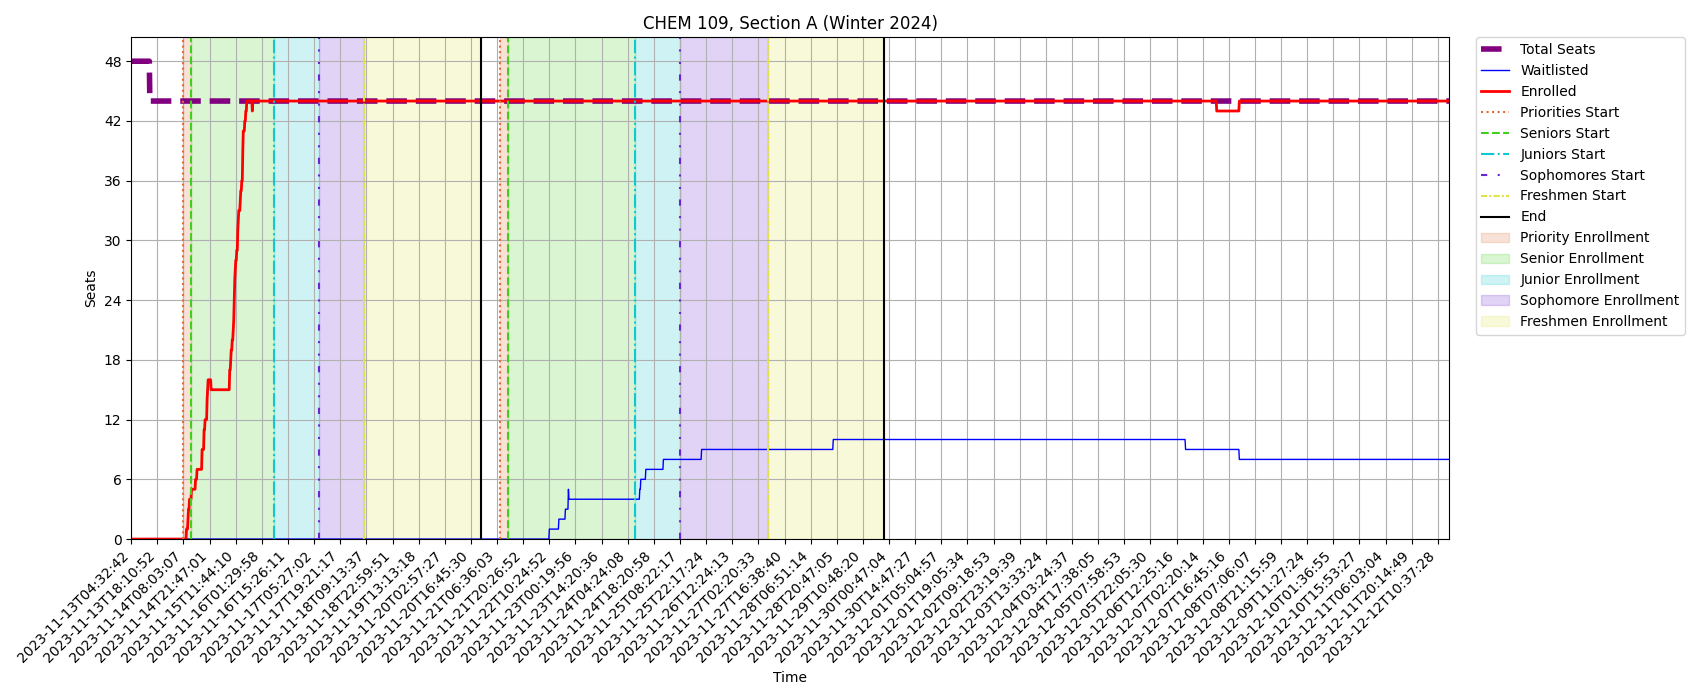 CHEM 109, Section A (Winter 2024)
Seats
48
42
36
30
24
18
12
6
0
2023-11-13T04:32:42
2023-11-13T18:10:52
2023-11-14T08:03:07
2023-11-14T21:47:01
2023-11-15T11:44:10
2023-11-16T01:29:58
2023-11-16T15:26:11
2023-11-17T05:27:02
2023-11-17T19:21:17
2023-11-18T09:13:37
2023-11-18T22:59:51
2023-11-19T13:13:18
2023-11-20T02:57:27
2023-11-20T16:45:30
2023-11-21T06:36:03
2023-11-21T20:26:52
2023-11-22T10:24:52
2023-11-23T00:19:56
2023-11-23T14:20:36
2023-11-24T04:24:08
2023-11-24T18:20:58
2023-11-25T08:22:17
2023-11-25T22:17:24
2023-11-26T12:24:13
2023-11-27T02:20:33
2023-11-27T16:38:40
2023-11-28T06:51:14
2023-11-28T20:47:05
2023-11-29T10:48:20
2023-11-30T00:47:04
2023-11-30T14:47:27
2023-12-01T05:04:57
2023-12-01T19:05:34
2023-12-02T09:18:53
2023-12-02T23:19:39
2023-12-03T13:33:24
2023-12-04T03:24:37
2023-12-04T17:38:05
2023-12-05T07:58:53
2023-12-05T22:05:30
2023-12-06T12:25:16
2023-12-07T02:20:14
2023-12-07T16:45:16
2023-12-08T07:06:07
2023-12-08T21:15:59
2023-12-09T11:27:24
2023-12-10T01:36:55
2023-12-10T15:53:27
2023-12-11T06:03:04
2023-12-11T20:14:49
2023-12-12T10:37:28
Time
Total Seats
Waitlisted
Enrolled
Priorities Start
Seniors Start
Juniors Start
Sophomores Start
Freshmen Start
End
Priority Enrollment
Senior Enrollment
Junior Enrollment
Sophomore Enrollment
Freshmen Enrollment